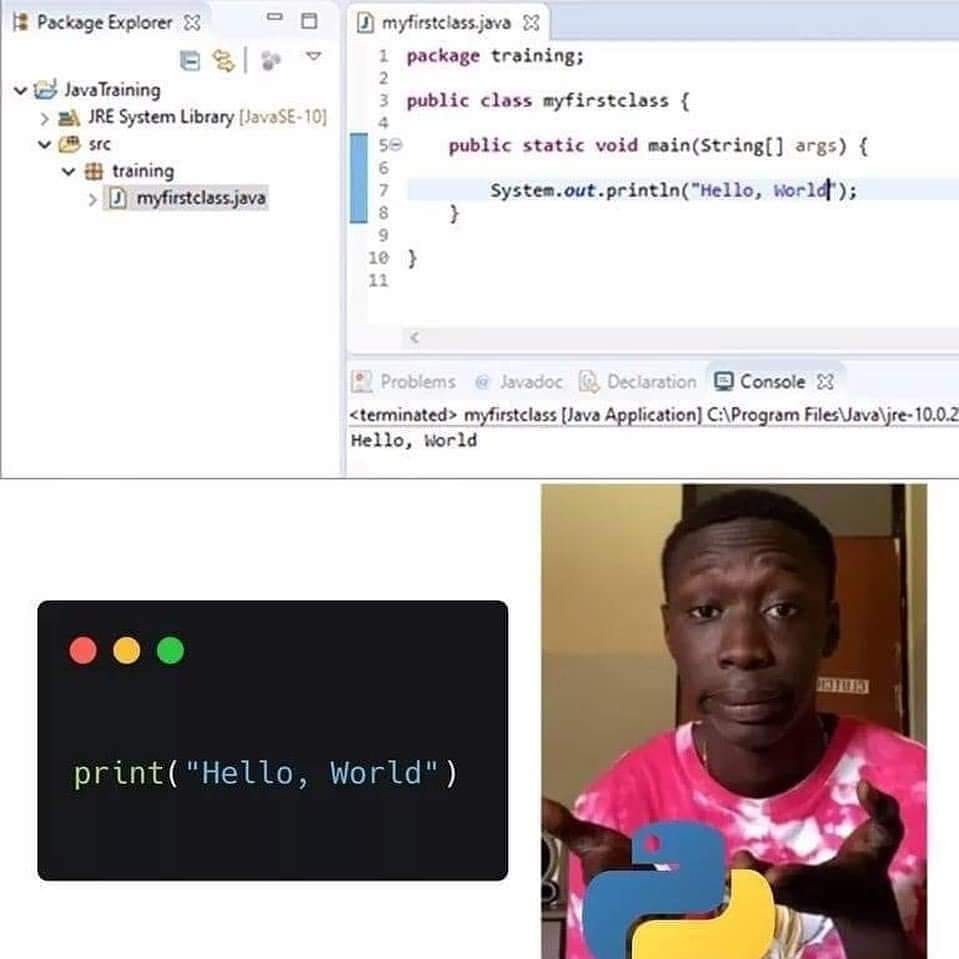 Package Explorer
JavaTraining
JRE System Library [JavaSE-10]
src
training
myfirstclass.java
myfirstclass.java
1 package training;
2
3 public class myfirstclass {
4
5 public static void main(String[] args) {
6
7 System.out.println("Hello, World");
8 }
9
10 }
11
Problems @ Javadoc Declaration Console
<terminated> myfirstclass [Java Application] C:\Program Files\Java\jre-10.0.2
Hello, World
print("Hello, World")